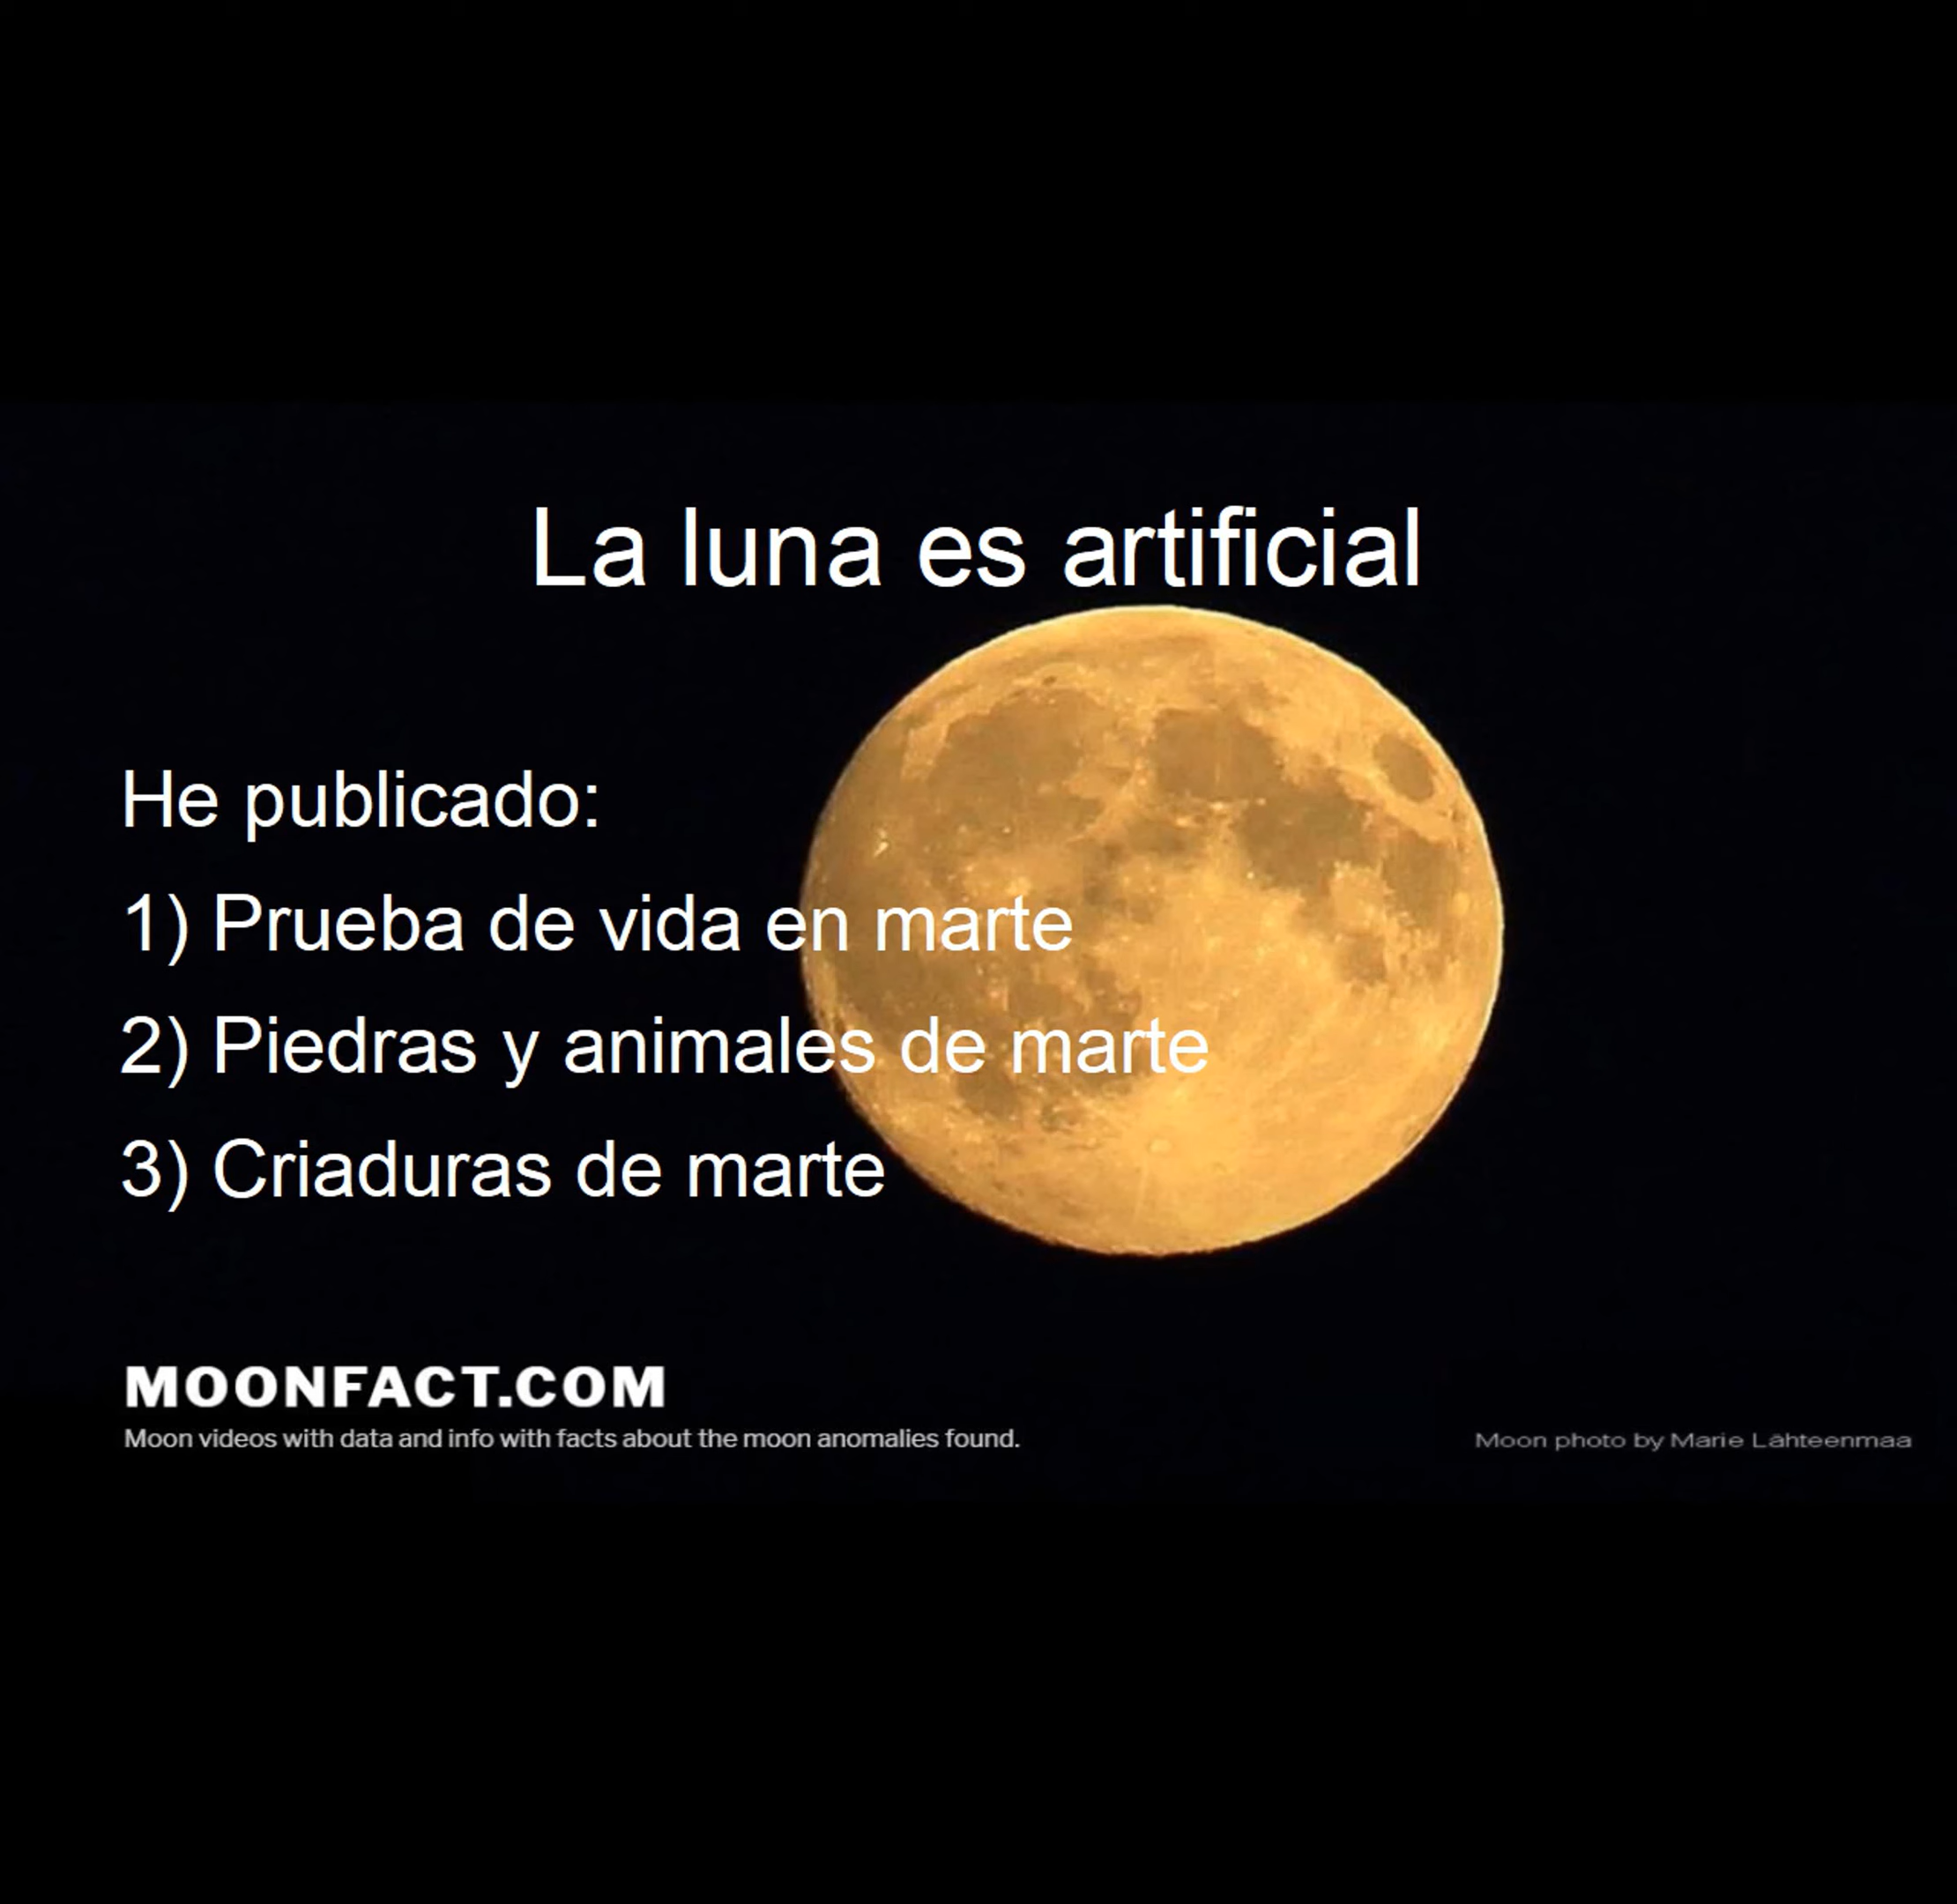 La luna es artificial
He publicado:
1) Prueba de vida en marte
2) Piedras y animales de marte
3) Criaduras de marte
MOONFACT.COM
Moon videos with data and info with facts about the moon anomalies found.
Moon photo by Marie Lähteenmaa